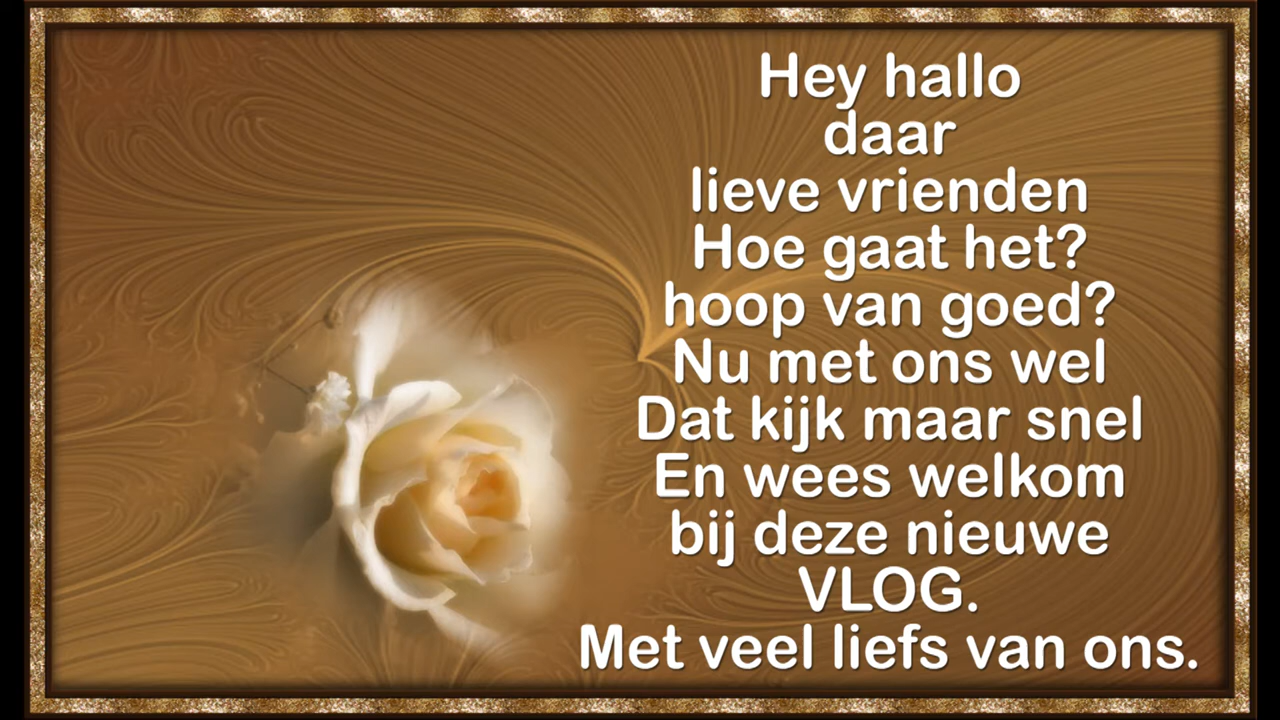 Hey hallo
daar
lieve vrienden
Hoe gaat het?
hoop van goed?
Nu met ons wel
Dat kijk maar snel
En wees welkom
bij deze nieuwe
VLOG.
Met veel liefs van ons.